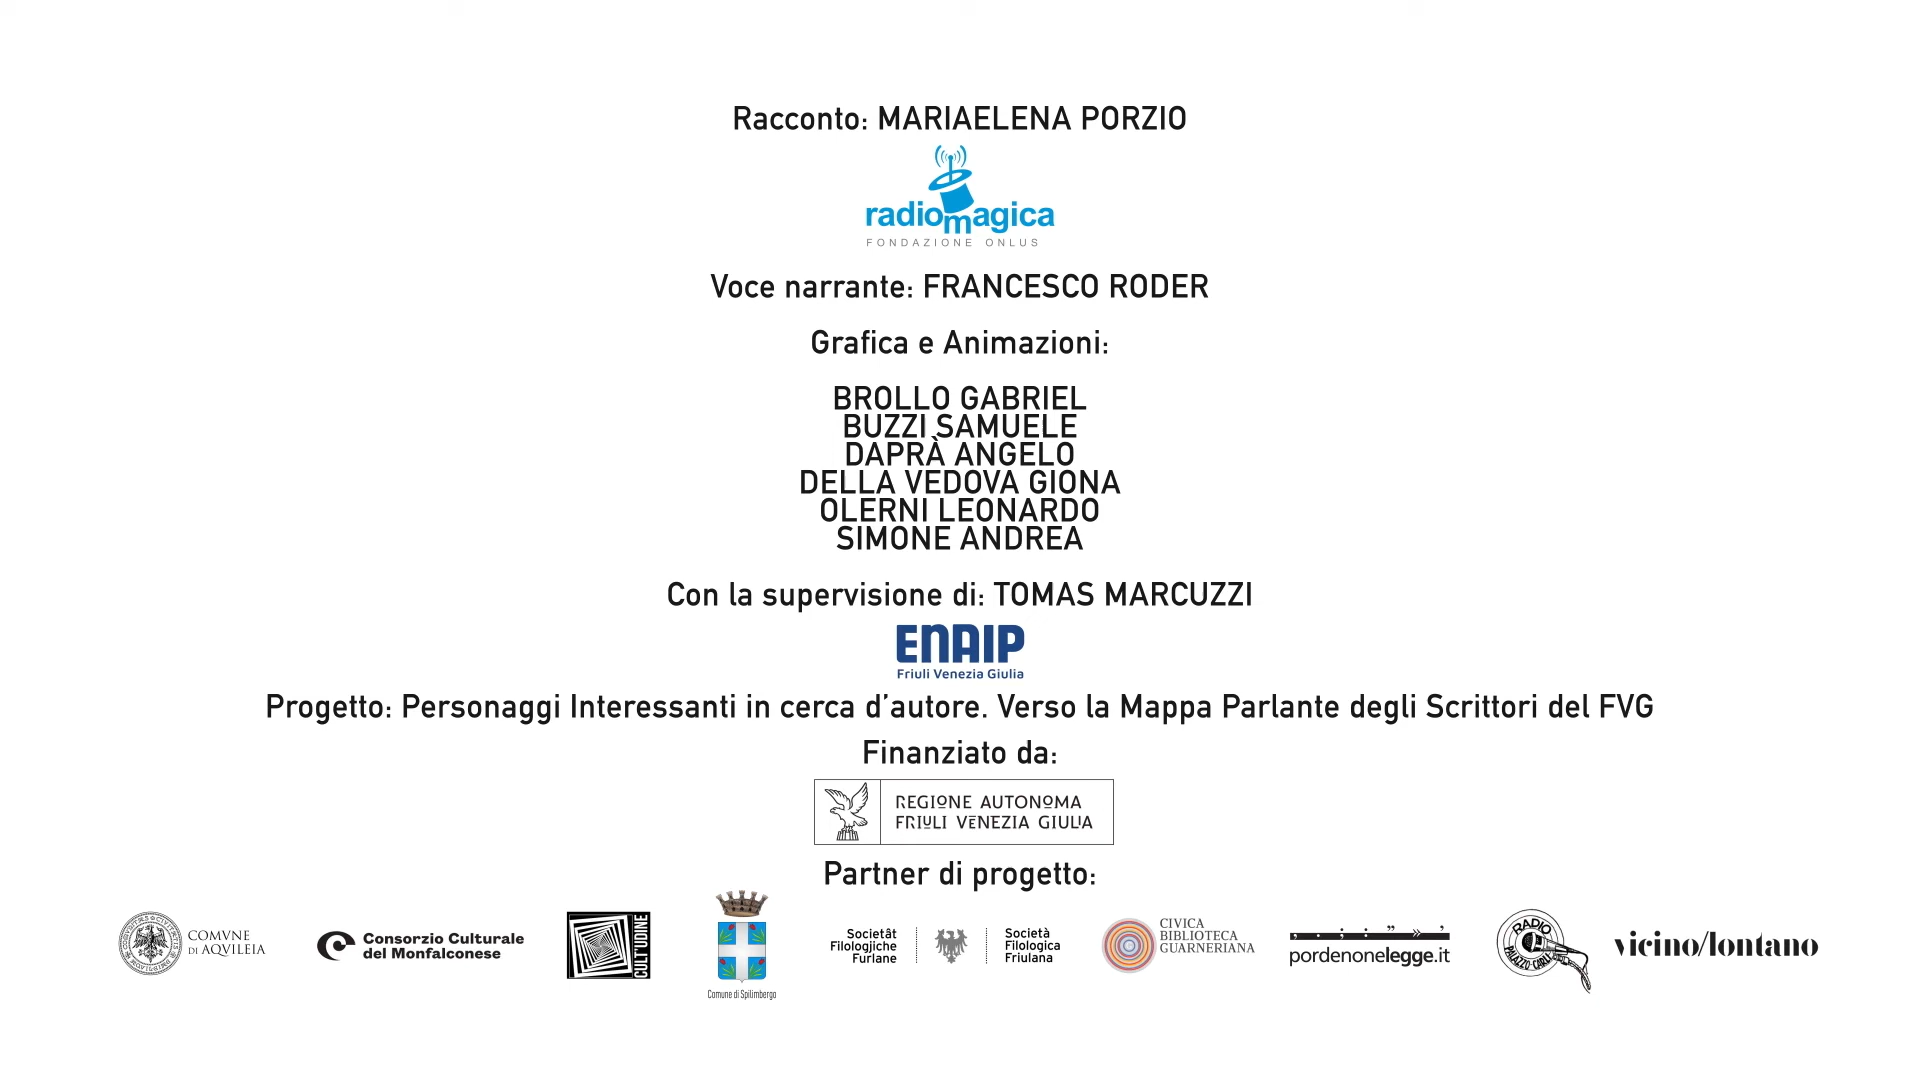 Racconto: MARIAELENA PORZIO
radiomagica
FONDAZIONE ONLUS
Voce narrante: FRANCESCO RODER
Grafica e Animazioni:
BROLLO GABRIEL
BUZZI SAMUELE
DAPRÀ ANGELO
DELLA VEDOVA GIONA
OLERNI LEONARDO
SIMONE ANDREA
Con la supervisione di: TOMAS MARCUZZI
ENAIP
Friuli Venezia Giulia
Progetto: Personaggi Interessanti in cerca d’autore. Verso la Mappa Parlante degli Scrittori del FVG
Finanziato da:
REGIONE AUTONOMA
FRIULI VENEZIA GIULIA
Partner di progetto:
COMVNE
DI AQVILEIA
Consorzio Culturale
del Monfalconese
CULT'UDINE
Comune di Spilimbergo
Societât
Filologjiche
Furlane
Società
Filologica
Friulana
CIVICA
BIBLIOTECA
GUARNERIANA
pordenonelegge.it
RADIO
PALAZZO CARLI
vicino/lontano